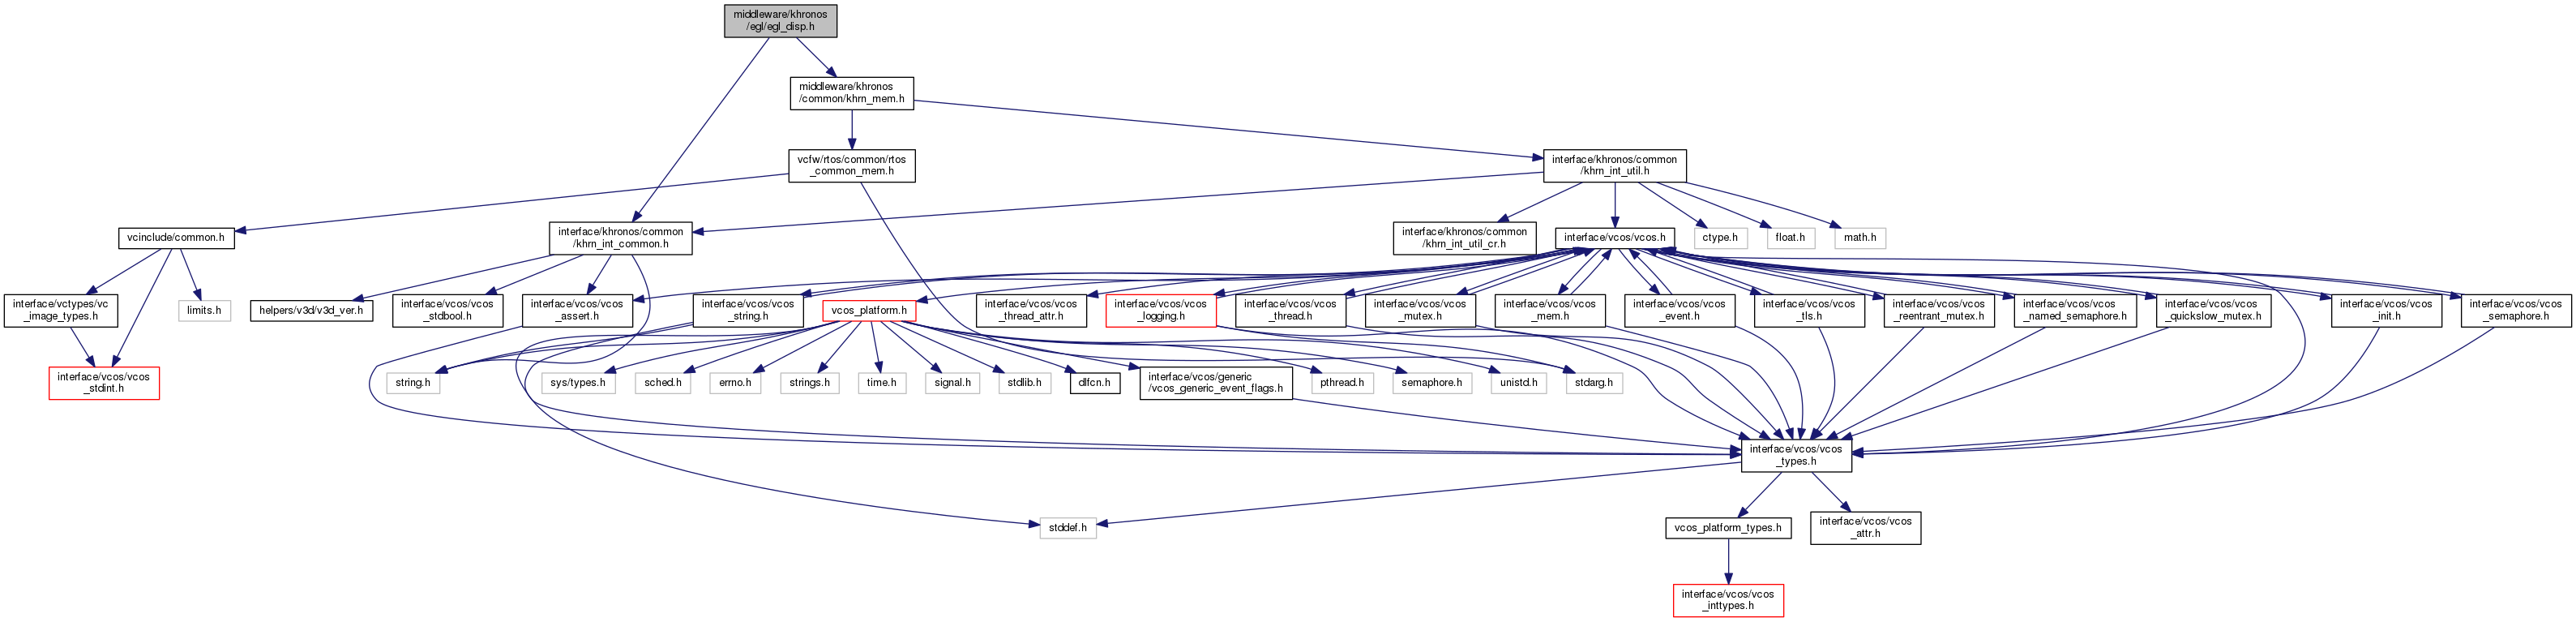 middleware/khronos
/egl/egl_disp.h
middleware/khronos
/common/khrn_mem.h
vcfw/rtos/common/rtos
_common_mem.h
interface/khronos/common
/khrn_int_util.h
vcinclude/common.h
interface/khronos/common
/khrn_int_common.h
interface/khronos/common
/khrn_int_util_cr.h
interface/vcos/vcos.h
ctype.h
float.h
math.h
interface/vctypes/vc
_image_types.h
limits.h
helpers/v3d/v3d_ver.h
interface/vcos/vcos
_stdbool.h
interface/vcos/vcos
_assert.h
interface/vcos/vcos
_string.h
vcos_platform.h
interface/vcos/vcos
_thread_attr.h
interface/vcos/vcos
_logging.h
interface/vcos/vcos
_thread.h
interface/vcos/vcos
_mutex.h
interface/vcos/vcos
_mem.h
interface/vcos/vcos
_event.h
interface/vcos/vcos
_tls.h
interface/vcos/vcos
_reentrant_mutex.h
interface/vcos/vcos
_named_semaphore.h
interface/vcos/vcos
_quickslow_mutex.h
interface/vcos/vcos
_init.h
interface/vcos/vcos
_semaphore.h
interface/vcos/vcos
_stdint.h
string.h
sys/types.h
sched.h
errno.h
strings.h
time.h
signal.h
stdlib.h
dlfcn.h
interface/vcos/generic
/vcos_generic_event_flags.h
pthread.h
semaphore.h
unistd.h
stdarg.h
interface/vcos/vcos
_types.h
stddef.h
vcos_platform_types.h
interface/vcos/vcos
_attr.h
interface/vcos/vcos
_inttypes.h